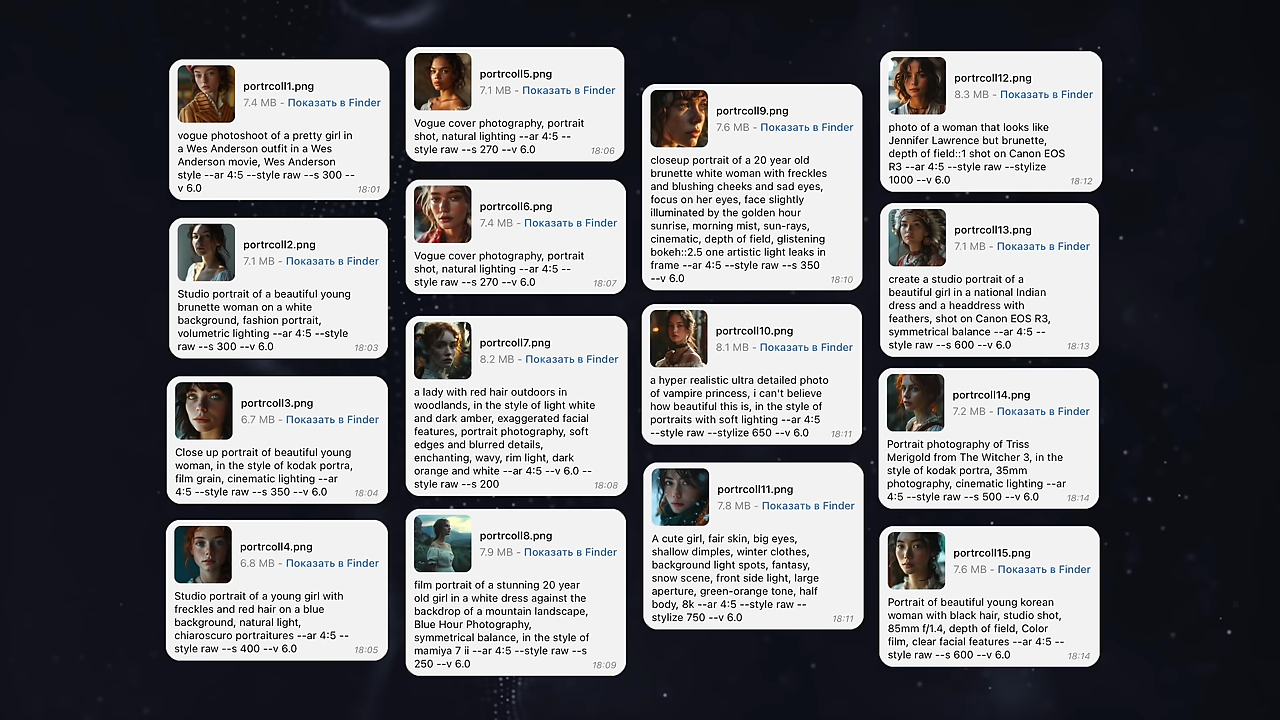 portrcoll1.png
7.4 MB - Показать в Finder
vogue photoshoot of a pretty girl in
a Wes Anderson outfit in a Wes
Anderson movie, Wes Anderson
style --ar 4:5 --style raw --s 300 --
v 6.0
18:01
portrcoll2.png
7.1 MB - Показать в Finder
Studio portrait of a beautiful young
brunette woman on a white
background, fashion portrait,
volumetric lighting --ar 4:5 --style
raw --s 300 --v 6.0
18:03
portrcoll3.png
6.7 MB - Показать в Finder
Close up portrait of beautiful young
woman, in the style of kodak portra,
film grain, cinematic lighting --ar
4:5 --style raw --s 350 --v 6.0
18:04
portrcoll4.png
6.8 MB - Показать в Finder
Studio portrait of a young girl with
freckles and red hair on a blue
background, natural light,
chiaroscuro portraitures --ar 4:5 --
style raw --s 400 --v 6.0
18:05
portrcoll5.png
7.1 MB - Показать в Finder
Vogue cover photography, portrait
shot, natural lighting --ar 4:5 --
style raw --s 270 --v 6.0
18:06
portrcoll6.png
7.4 MB - Показать в Finder
Vogue cover photography, portrait
shot, natural lighting --ar 4:5 --
style raw --s 270 --v 6.0
18:07
portrcoll7.png
8.2 MB - Показать в Finder
a lady with red hair outdoors in
woodlands, in the style of light white
and dark amber, exaggerated facial
features, portrait photography, soft
edges and blurred details,
enchanting, wavy, rim light, dark
orange and white --ar 4:5 --v 6.0 --
style raw --s 200
18:08
portrcoll8.png
7.9 MB - Показать в Finder
film portrait of a stunning 20 year
old girl in a white dress against the
backdrop of a mountain landscape,
Blue Hour Photography,
symmetrical balance, in the style of
mamiya 7 ii --ar 4:5 --style raw --s
250 --v 6.0
18:09
portrcoll9.png
7.6 MB - Показать в Finder
closeup portrait of a 20 year old
brunette white woman with freckles
and blushing cheeks and sad eyes,
focus on her eyes, face slightly
illuminated by the golden hour
sunrise, morning mist, sun-rays,
cinematic, depth of field, glistening
bokeh::2.5 one artistic light leaks in
frame --ar 4:5 --style raw --s 350
--v 6.0
18:10
portrcoll10.png
8.1 MB - Показать в Finder
a hyper realistic ultra detailed photo
of vampire princess, i can't believe
how beautiful this is, in the style of
portraits with soft lighting --ar 4:5
--style raw --stylize 650 --v 6.0
18:11
portrcoll11.png
7.8 MB - Показать в Finder
A cute girl, fair skin, big eyes,
shallow dimples, winter clothes,
background light spots, fantasy,
snow scene, front side light, large
aperture, green-orange tone, half
body, 8k --ar 4:5 --style raw --
stylize 750 --v 6.0
18:11
portrcoll12.png
8.3 MB - Показать в Finder
photo of a woman that looks like
Jennifer Lawrence but brunette,
depth of field::1 shot on Canon EOS
R3 --ar 4:5 --style raw --stylize
1000 --v 6.0
18:12
portrcoll13.png
7.1 MB - Показать в Finder
create a studio portrait of a
beautiful girl in a national Indian
dress and a headdress with
feathers, shot on Canon EOS R3,
symmetrical balance --ar 4:5 --
style raw --s 600 --v 6.0
18:13
portrcoll14.png
7.2 MB - Показать в Finder
Portrait photography of Triss
Merigold from The Witcher 3, in the
style of kodak portra, 35mm
photography, cinematic lighting --ar
4:5 --style raw --s 500 --v 6.0
18:14
portrcoll15.png
7.6 MB - Показать в Finder
Portrait of beautiful young korean
woman with black hair, studio shot,
85mm f/1.4, depth of field, Color
film, clear facial features --ar 4:5 --
style raw --s 600 --v 6.0
18:14